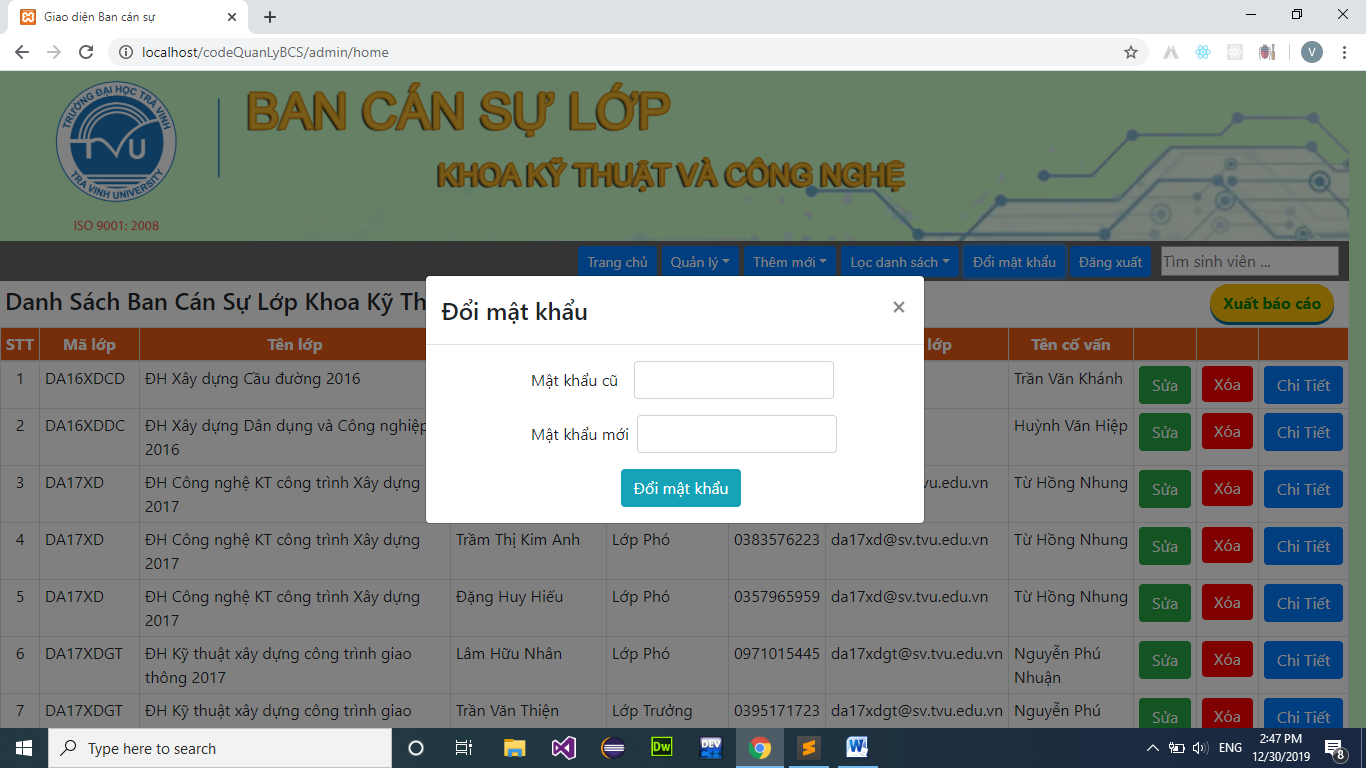 Giao diện Ban cán sự
localhost/codeQuanLyBCS/admin/home
V
TRƯỜNG ĐẠI HỌC TRÀ VINH
TVU
TRA VINH UNIVERSITY
ISO 9001: 2008
BAN CÁN SỰ LỚP
KHOA KỸ THUẬT VÀ CÔNG NGHỆ
Trang chủ Quản lý Thêm mới Lọc danh sách Đổi mật khẩu Đăng xuất Tìm sinh viên ...
Danh Sách Ban Cán Sự Lớp Khoa Kỹ Th
Xuất báo cáo
Đổi mật khẩu ×
Mật khẩu cũ
Mật khẩu mới
Đổi mật khẩu
STT Mã lớp Tên lớp lớp Tên cố vấn
1 DA16XDCD ĐH Xây dựng Cầu đường 2016 Trần Văn Khánh Sửa Xóa Chi Tiết
2 DA16XDDC ĐH Xây dựng Dân dụng và Công nghiệp Huỳnh Văn Hiệp Sửa Xóa Chi Tiết
2016
3 DA17XD ĐH Công nghệ KT công trình Xây dựng vu.edu.vn Từ Hồng Nhung Sửa Xóa Chi Tiết
2017
4 DA17XD ĐH Công nghệ KT công trình Xây dựng Trầm Thị Kim Anh Lớp Phó 0383576223 da17xd@sv.tvu.edu.vn Từ Hồng Nhung Sửa Xóa Chi Tiết
2017
5 DA17XD ĐH Công nghệ KT công trình Xây dựng Đặng Huy Hiếu Lớp Phó 0357965959 da17xd@sv.tvu.edu.vn Từ Hồng Nhung Sửa Xóa Chi Tiết
2017
6 DA17XDGT ĐH Kỹ thuật xây dựng công trình giao Lâm Hữu Nhân Lớp Phó 0971015445 da17xdgt@sv.tvu.edu.vn Nguyễn Phú Sửa Xóa Chi Tiết
thông 2017 Nhuận
7 DA17XDGT ĐH Kỹ thuật xây dựng công trình giao Trần Văn Thiện Lớp Trưởng 0395171723 da17xdgt@sv.tvu.edu.vn Nguyễn Phú Sửa Xóa Chi Tiết
Type here to search
Dw
DEV
C++
W
ENG
2:47 PM
12/30/2019
8